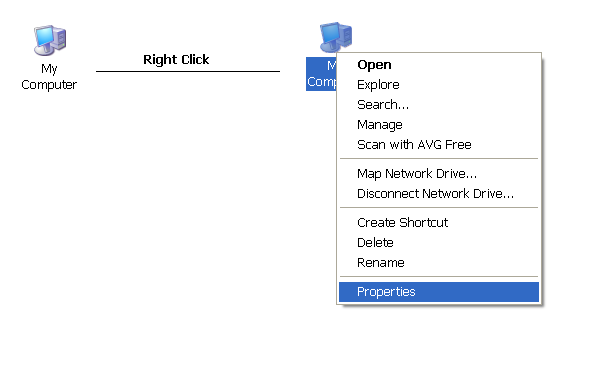 My
Computer
Right Click
M
Comp
Open
Explore
Search...
Manage
Scan with AVG Free
Map Network Drive...
Disconnect Network Drive...
Create Shortcut
Delete
Rename
Properties